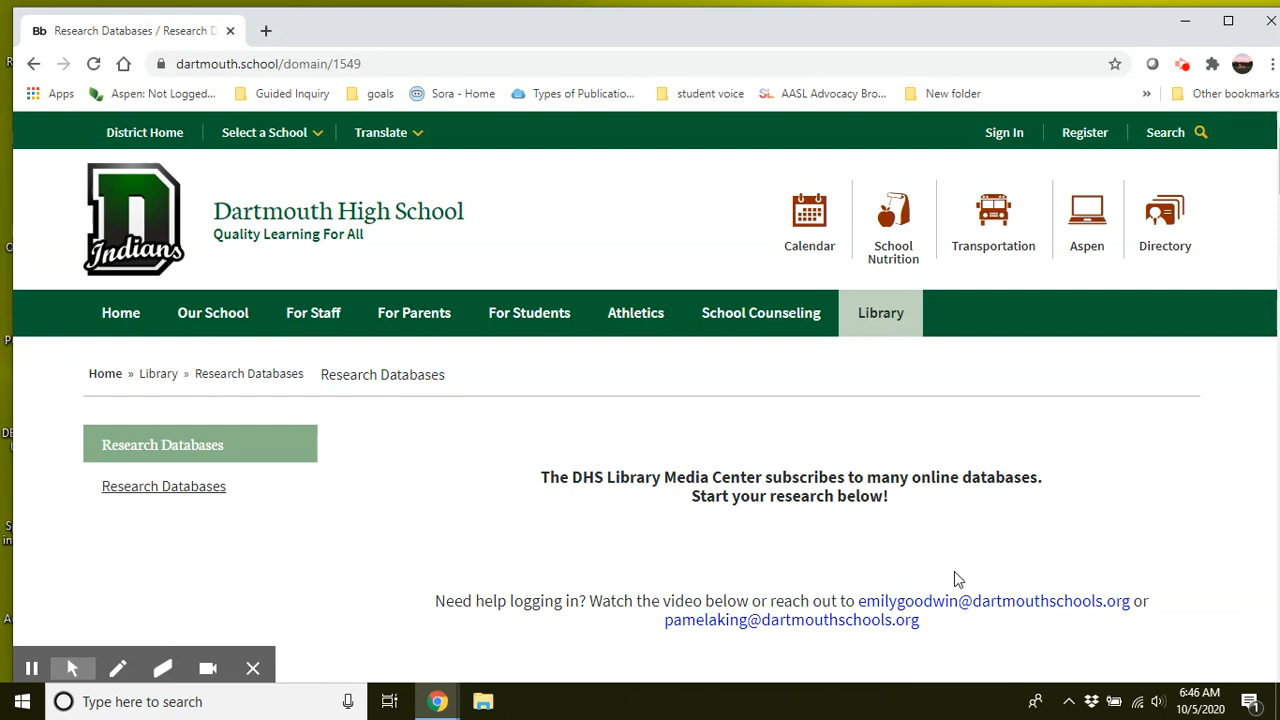 Bb Research Databases / Research D
dartmouth.school/domain/1549
Apps Aspen: Not Logged... Guided Inquiry goals Sora - Home Types of Publicatio... student voice AASL Advocacy Bro... New folder » Other bookmarks
District Home Select a School Translate Sign In Register Search
D
Indians
Dartmouth High School
Quality Learning For All
Calendar
School
Nutrition
Transportation
Aspen
Directory
Home Our School For Staff For Parents For Students Athletics School Counseling Library
Home » Library » Research Databases Research Databases
Research Databases
Research Databases
The DHS Library Media Center subscribes to many online databases.
Start your research below!
Need help logging in? Watch the video below or reach out to emilygoodwin@dartmouthschools.org or
pamelaking@dartmouthschools.org
Type here to search
6:46 AM
10/5/2020
1